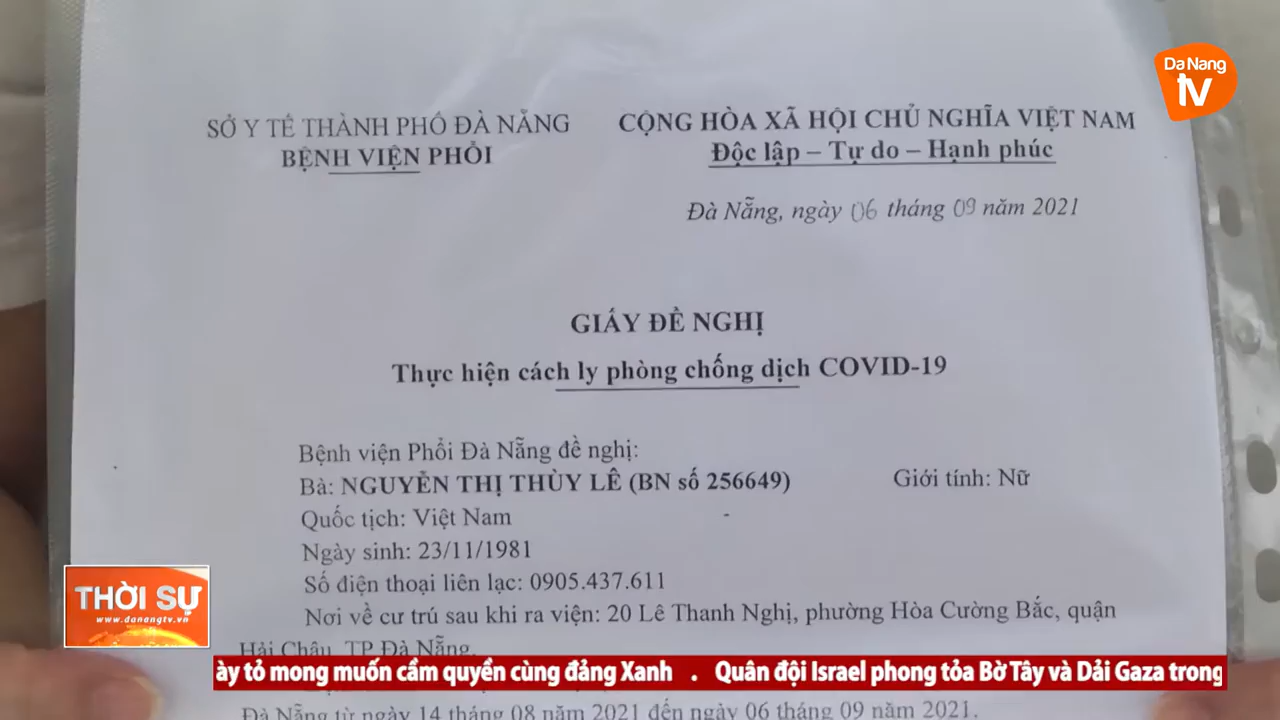 Da Nang
tv
SỞ Y TẾ THÀNH PHỐ ĐÀ NẴNG
BỆNH VIỆN PHỔI
CỘNG HÒA XÃ HỘI CHỦ NGHĨA VIỆT NAM
Độc lập – Tự do – Hạnh phúc
Đà Nẵng, ngày 06 tháng 09 năm 2021
GIẤY ĐỀ NGHỊ
Thực hiện cách ly phòng chống dịch COVID-19
Bệnh viện Phổi Đà Nẵng đề nghị:
Bà: NGUYỄN THỊ THÙY LÊ (BN số 256649) Giới tính: Nữ
Quốc tịch: Việt Nam
Ngày sinh: 23/11/1981
Số điện thoại liên lạc: 0905.437.611
Nơi về cư trú sau khi ra viện: 20 Lê Thanh Nghị, phường Hòa Cường Bắc, quận
Hải Châu, TP Đà Nẵng.
THỜI SỰ
www.danangtv.vn
ày tỏ mong muốn cầm quyền cùng đảng Xanh . Quân đội Israel phong tỏa Bờ Tây và Dải Gaza trong
Đà Nẵng từ ngày 14 tháng 08 năm 2021 đến ngày 06 tháng 09 năm 2021.